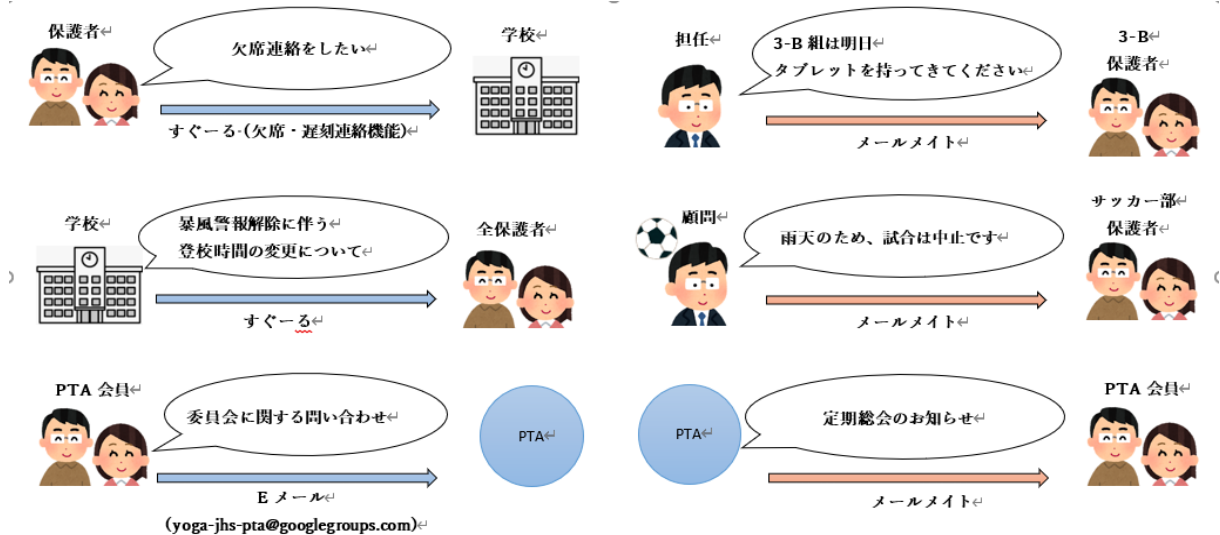 保護者
欠席連絡をしたい
学校
すぐーる (欠席・遅刻連絡機能)
担任
3-B 組は明日
タブレットを持ってきてください
3-B
保護者
メールメイト
学校
暴風警報解除に伴う
登校時間の変更について
全保護者
すぐーる
顧問
雨天のため、試合は中止です
サッカー部
保護者
メールメイト
PTA 会員
委員会に関する問い合わせ
PTA
E メール
(yoga-jhs-pta@googlegroups.com)
PTA
定期総会のお知らせ
PTA 会員
メールメイト